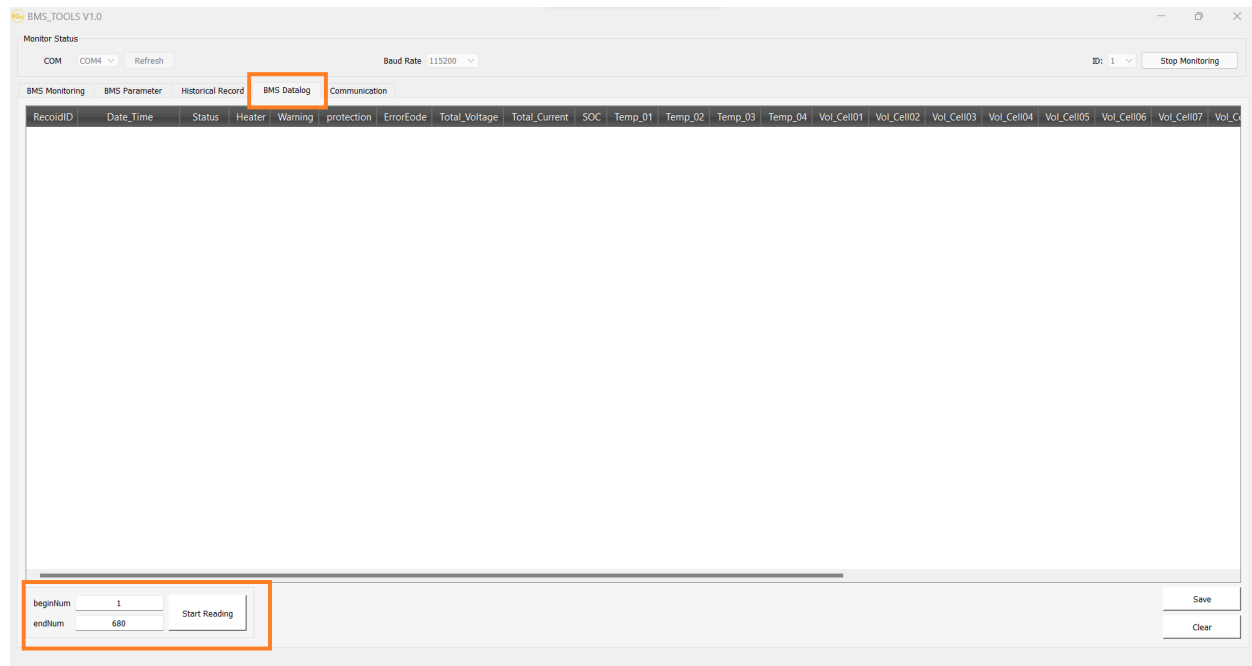 BMS_TOOLS V1.0
Monitor Status
COM COM4 Refresh Baud Rate 115200 ID: 1 Stop Monitoring
BMS Monitoring BMS Parameter Historical Record BMS Datalog Communication
RecoidID Date_Time Status Heater Warning protection ErrorEode Total_Voltage Total_Current SOC Temp_01 Temp_02 Temp_03 Temp_04 Vol_Cell01 Vol_Cell02 Vol_Cell03 Vol_Cell04 Vol_Cell05 Vol_Cell06 Vol_Cell07 Vol_Ce
beginNum 1
Start Reading
endNum 680
Save
Clear